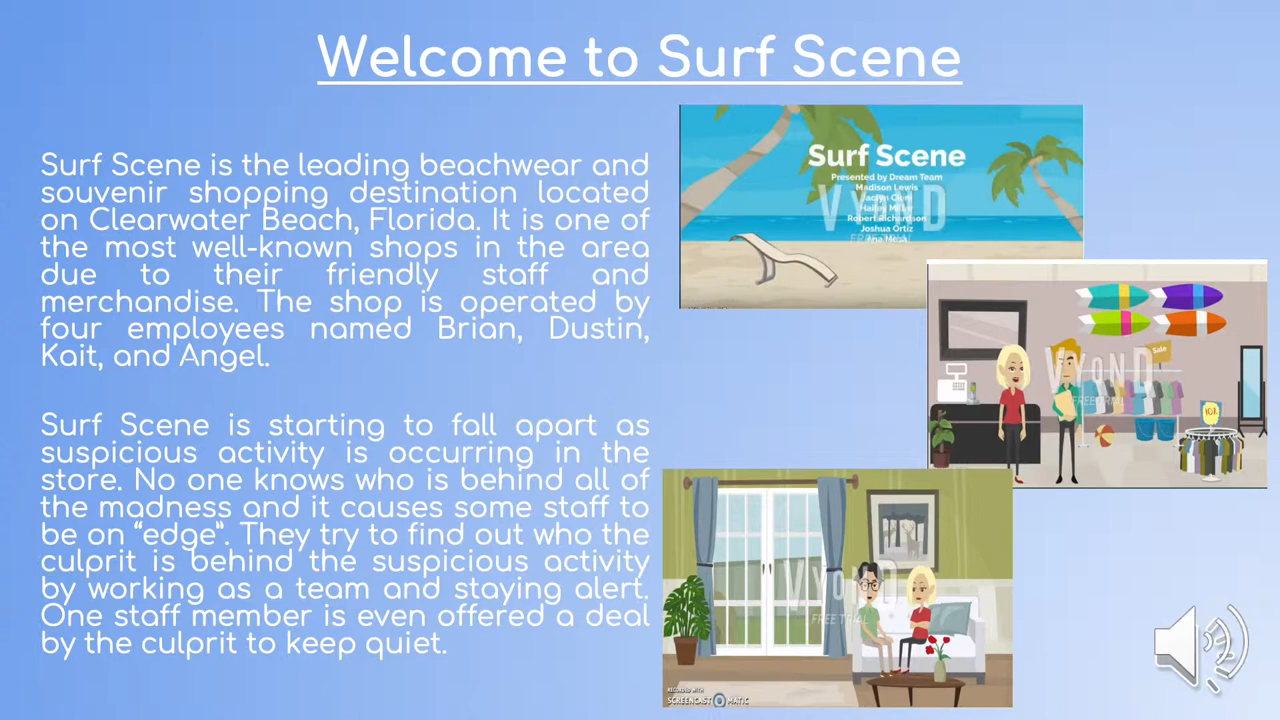 Welcome to Surf Scene
Surf Scene is the leading beachwear and
souvenir shopping destination located
on Clearwater Beach, Florida. It is one of
the most well-known shops in the area
due to their friendly staff and
merchandise. The shop is operated by
four employees named Brian, Dustin,
Kait, and Angel.
Surf Scene is starting to fall apart as
suspicious activity is occurring in the
store. No one knows who is behind all of
the madness and it causes some staff to
be on “edge”. They try to find out who the
culprit is behind the suspicious activity
by working as a team and staying alert.
One staff member is even offered a deal
by the culprit to keep quiet.
Surf Scene
Presented by Dream Team
Madison Lewis
Jaclyn
Hailey
Robert Richardson
Joshua Ortiz
VYOND
FREE TRIAL
Sale
VYOND
FREE TRIAL
VYOND
FREE TRIAL
RECORDED WITH
SCREENCAST MATIC